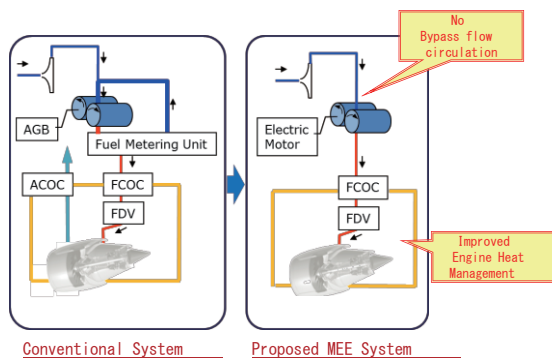 No
Bypass flow
circulation
AGB
Fuel Metering Unit
ACOC
FCOC
FDV
Electric
Motor
FCOC
FDV
Improved
Engine Heat
Management
Conventional System
Proposed MEE System